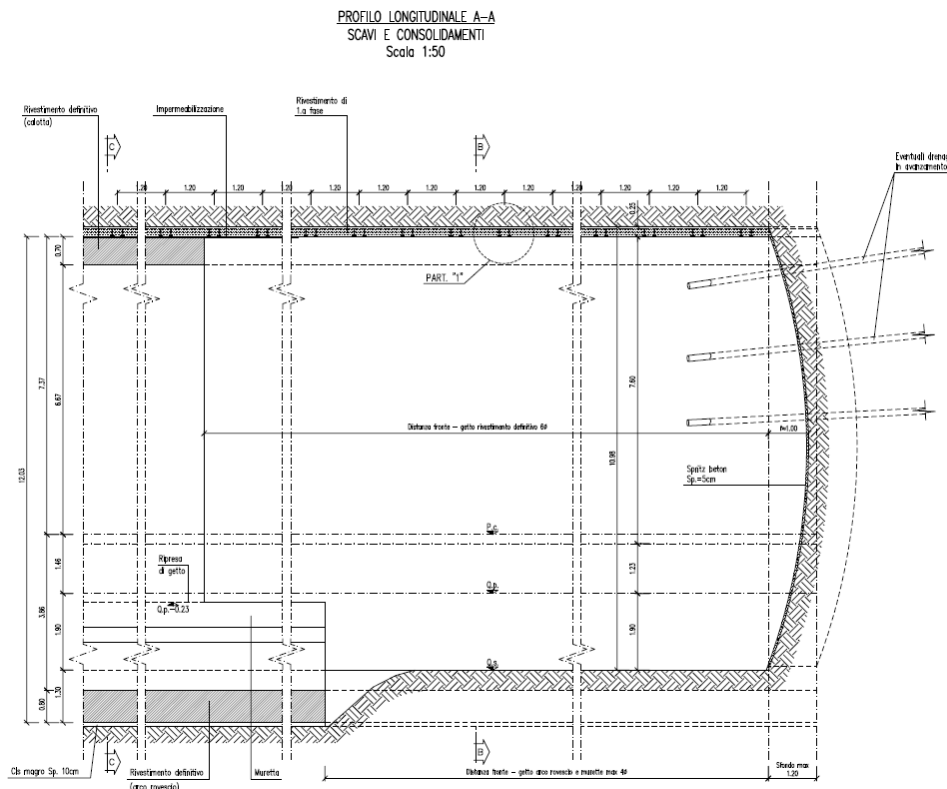 PROFILO LONGITUDINALE A-A
SCAVI E CONSOLIDAMENTI
Scala 1:50
Rivestimento definitivo
(calotta)
Impermeabilizzazione
Rivestimento di
1.a fase
Eventuali drena
in avanzamento
C
B
1.20 1.20 1.20 1.20 1.20 1.20 1.20 1.20 1.20 1.20 1.20 1.20 1.20
0.25
0.70
PART. "1"
7.37
6.67
7.60
Distanza fronte - getto rivestimento definitivo 6Ø
f=1.00
12.03
10.98
Spritz beton
Sp.=5cm
P.c.
Ripresa
di getto
1.46
1.23
Q.p.
Q.p.-0.23
3.86
1.90
1.90
Q.s.
1.30
0.80
C
B
Cls magro Sp. 10cm
Rivestimento definitivo
(arco rovescio)
Muretta
Distanza fronte - getto arco rovescio e murette max 4Ø
Sfondo max
1.20